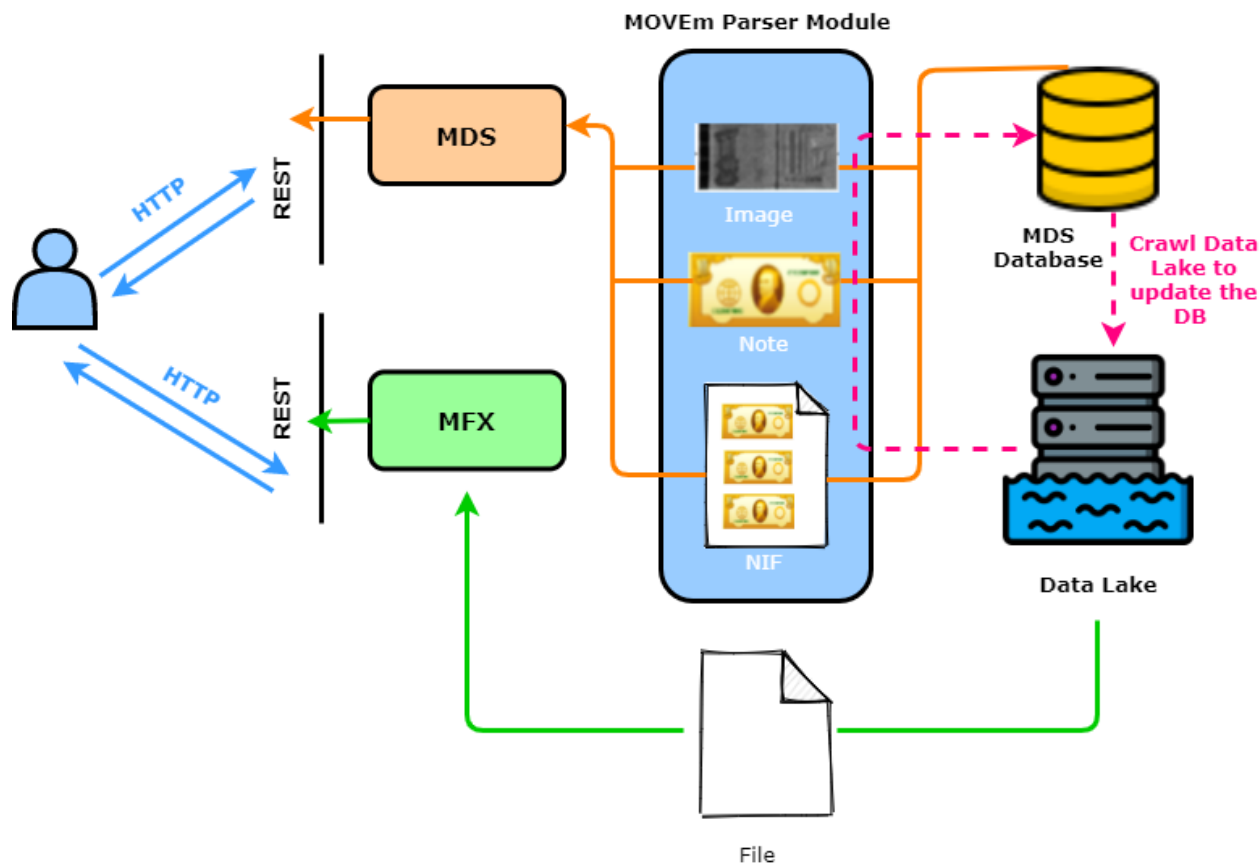 MOVEm Parser Module
MDS
REST
HTTP
Image
MDS
Database
Crawl Data
Lake to
update the
DB
Note
HTTP
REST
MFX
NIF
Data Lake
File